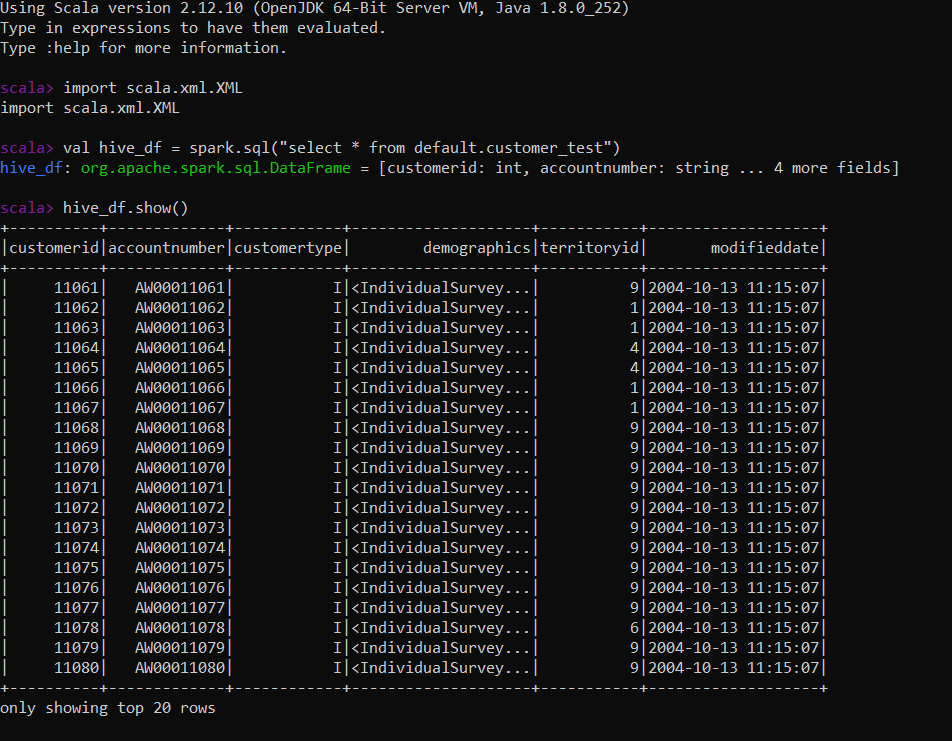 Using Scala version 2.12.10 (OpenJDK 64-Bit Server VM, Java 1.8.0_252)
Type in expressions to have them evaluated.
Type :help for more information.

scala> import scala.xml.XML
import scala.xml.XML

scala> val hive_df = spark.sql("select * from default.customer_test")
hive_df: org.apache.spark.sql.DataFrame = [customerid: int, accountnumber: string ... 4 more fields]

scala> hive_df.show()
+----------+-------------+------------+--------------------+-----------+-------------------+
|customerid|accountnumber|customertype|        demographics|territoryid|       modifieddate|
+----------+-------------+------------+--------------------+-----------+-------------------+
|     11061|   AW00011061|           I|<IndividualSurvey...|          9|2004-10-13 11:15:07|
|     11062|   AW00011062|           I|<IndividualSurvey...|          1|2004-10-13 11:15:07|
|     11063|   AW00011063|           I|<IndividualSurvey...|          1|2004-10-13 11:15:07|
|     11064|   AW00011064|           I|<IndividualSurvey...|          4|2004-10-13 11:15:07|
|     11065|   AW00011065|           I|<IndividualSurvey...|          4|2004-10-13 11:15:07|
|     11066|   AW00011066|           I|<IndividualSurvey...|          1|2004-10-13 11:15:07|
|     11067|   AW00011067|           I|<IndividualSurvey...|          1|2004-10-13 11:15:07|
|     11068|   AW00011068|           I|<IndividualSurvey...|          9|2004-10-13 11:15:07|
|     11069|   AW00011069|           I|<IndividualSurvey...|          9|2004-10-13 11:15:07|
|     11070|   AW00011070|           I|<IndividualSurvey...|          9|2004-10-13 11:15:07|
|     11071|   AW00011071|           I|<IndividualSurvey...|          9|2004-10-13 11:15:07|
|     11072|   AW00011072|           I|<IndividualSurvey...|          9|2004-10-13 11:15:07|
|     11073|   AW00011073|           I|<IndividualSurvey...|          9|2004-10-13 11:15:07|
|     11074|   AW00011074|           I|<IndividualSurvey...|          9|2004-10-13 11:15:07|
|     11075|   AW00011075|           I|<IndividualSurvey...|          9|2004-10-13 11:15:07|
|     11076|   AW00011076|           I|<IndividualSurvey...|          9|2004-10-13 11:15:07|
|     11077|   AW00011077|           I|<IndividualSurvey...|          9|2004-10-13 11:15:07|
|     11078|   AW00011078|           I|<IndividualSurvey...|          6|2004-10-13 11:15:07|
|     11079|   AW00011079|           I|<IndividualSurvey...|          9|2004-10-13 11:15:07|
|     11080|   AW00011080|           I|<IndividualSurvey...|          9|2004-10-13 11:15:07|
+----------+-------------+------------+--------------------+-----------+-------------------+
only showing top 20 rows